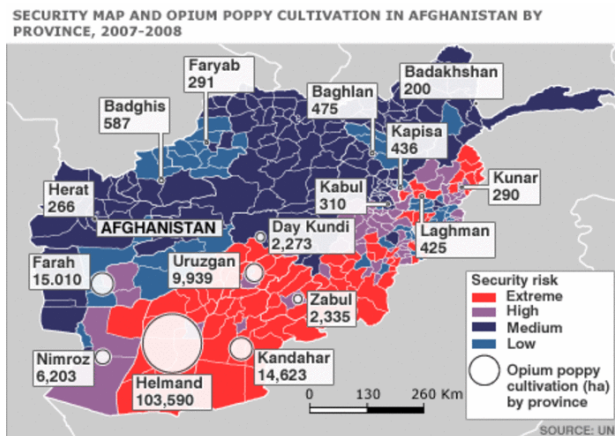 SECURITY MAP AND OPIUM POPPY CULTIVATION IN AFGHANISTAN BY
PROVINCE, 2007-2008
Faryab
291
Badakhshan
200
Badghis
587
Baghlan
475
Kapisa
436
Herat
266
Kabul
310
Kunar
290
AFGHANISTAN
Day Kundi
2,273
Laghman
425
Farah
15.010
Uruzgan
9,939
Zabul
2,335
Nimroz
6,203
Helmand
103,590
Kandahar
14,623
Security risk
Extreme
High
Medium
Low
Opium poppy
cultivation (ha)
by province
0 130 260 Km
SOURCE: UN